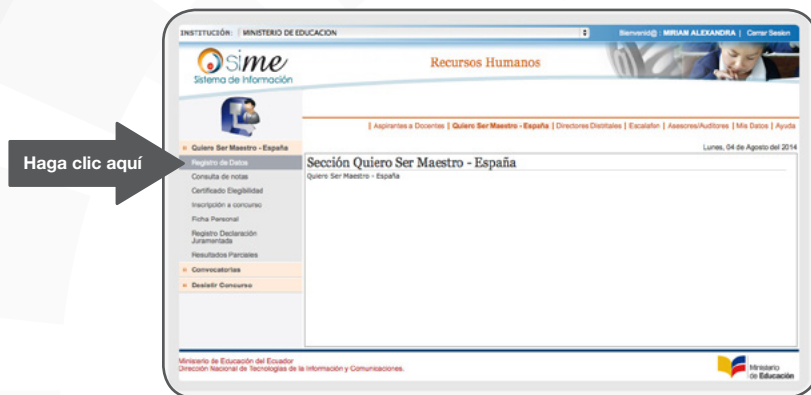 INSTITUCIÓN: MINISTERIO DE EDUCACION
Bienvenid@ : MIRIAM ALEXANDRA | Cerrar Sesion
sime
Sistema de Información
Recursos Humanos
| Aspirantes a Docentes | Quiero Ser Maestro - España | Directores Distritales | Escalafon | Asesores/Auditores | Mis Datos | Ayuda
Lunes, 04 de Agosto del 2014
Haga clic aquí
Quiero Ser Maestro - España
Registro de Datos
Consulta de notas
Certificado Elegibilidad
Inscripción a concurso
Ficha Personal
Registro Declaración
Juramentada
Resultados Parciales
Convocatorias
Desistir Concurso
Sección Quiero Ser Maestro - España
Quiero Ser Maestro - España
Ministerio de Educación del Ecuador
Dirección Nacional de Tecnologías de la Información y Comunicaciones.
Ministerio
de Educación